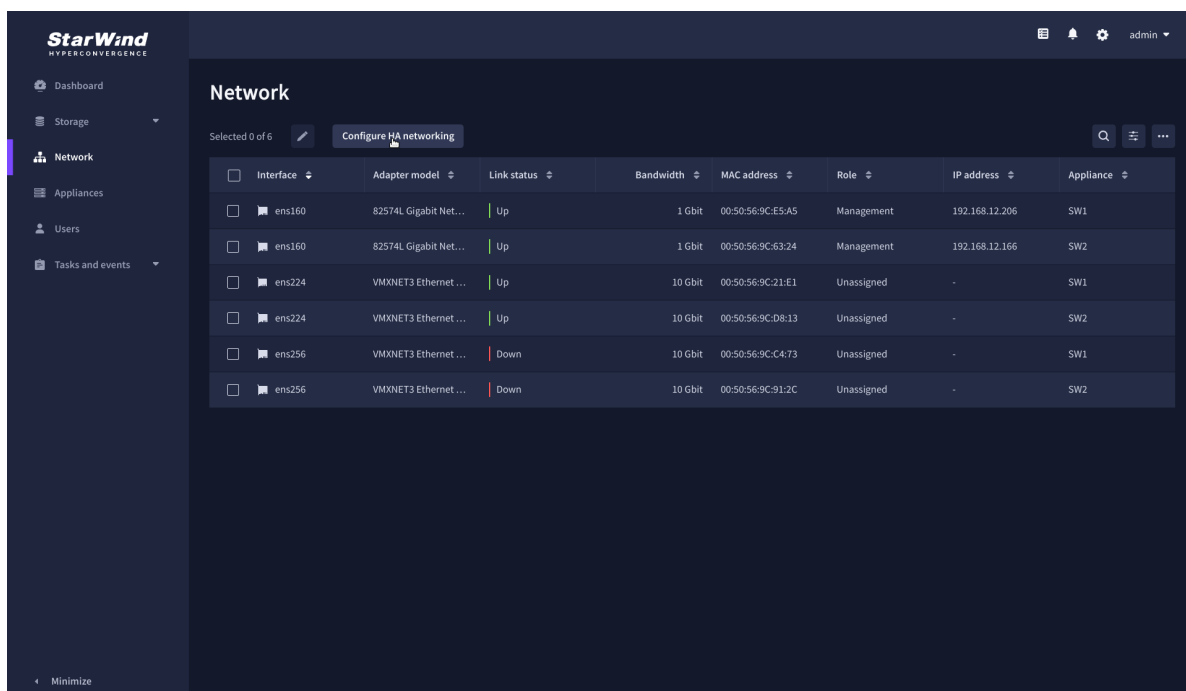 StarWind
HYPERCONVERGENCE
admin
Dashboard
Storage
Network
Appliances
Users
Tasks and events
Minimize
Network
Selected 0 of 6 Configure HA networking
Interface Adapter model Link status Bandwidth MAC address Role IP address Appliance
ens160 82574L Gigabit Net... Up 1 Gbit 00:50:56:9C:E5:A5 Management 192.168.12.206 SW1
ens160 82574L Gigabit Net... Up 1 Gbit 00:50:56:9C:63:24 Management 192.168.12.166 SW2
ens224 VMXNET3 Ethernet ... Up 10 Gbit 00:50:56:9C:21:E1 Unassigned - SW1
ens224 VMXNET3 Ethernet ... Up 10 Gbit 00:50:56:9C:D8:13 Unassigned - SW2
ens256 VMXNET3 Ethernet ... Down 10 Gbit 00:50:56:9C:C4:73 Unassigned - SW1
ens256 VMXNET3 Ethernet ... Down 10 Gbit 00:50:56:9C:91:2C Unassigned - SW2